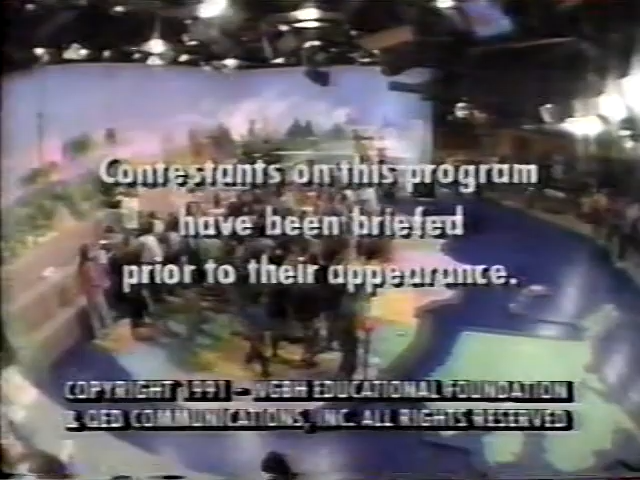 Contestants on this program
have been briefed
prior to their appearance.
COPYRIGHT 1991 - WGBH EDUCATIONAL FOUNDATION
& QED COMMUNICATIONS, INC. ALL RIGHTS RESERVED